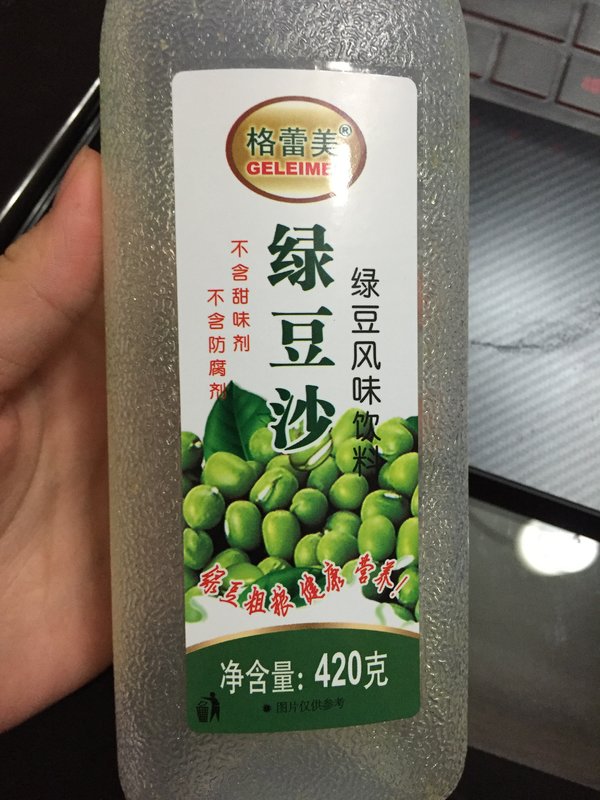 格蕾美®
GELEIMEI
绿豆沙
绿豆风味饮料
不含甜味剂
不含防腐剂
绿豆粗粮 健康 营养!
净含量: 420克
✹ 图片仅供参考